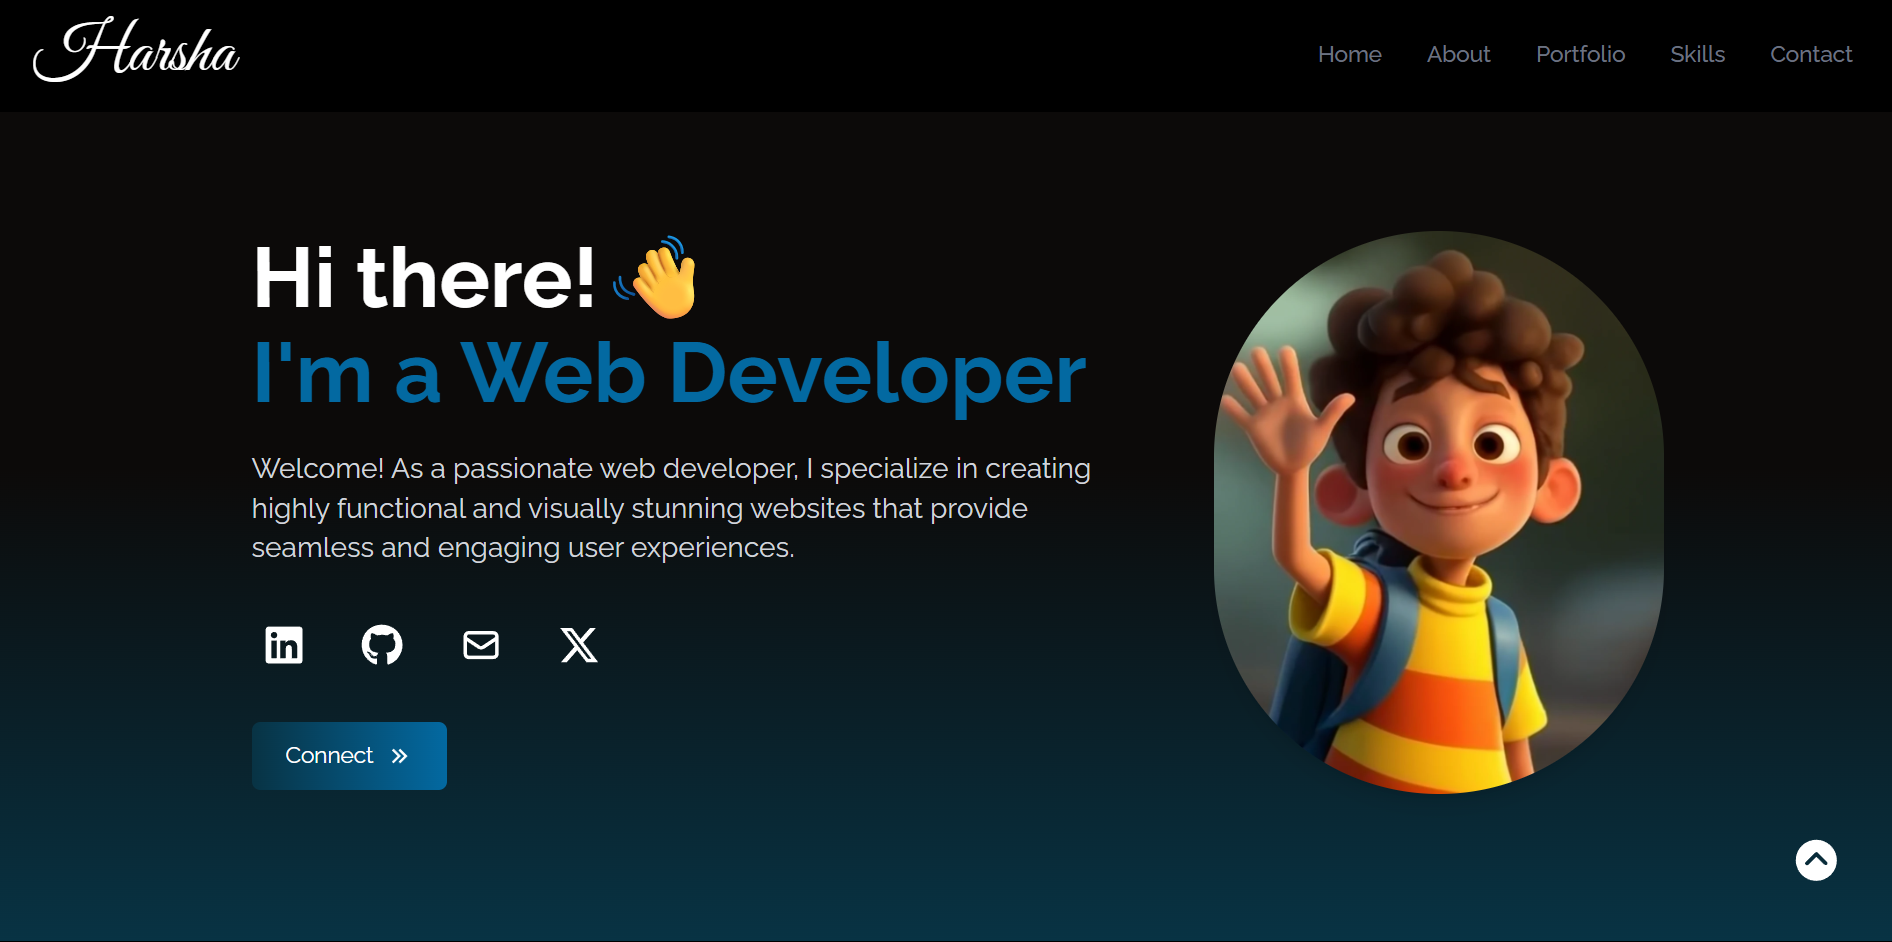 Harsha
Home About Portfolio Skills Contact
Hi there! 👋
I'm a Web Developer
Welcome! As a passionate web developer, I specialize in creating
highly functional and visually stunning websites that provide
seamless and engaging user experiences.
Connect »